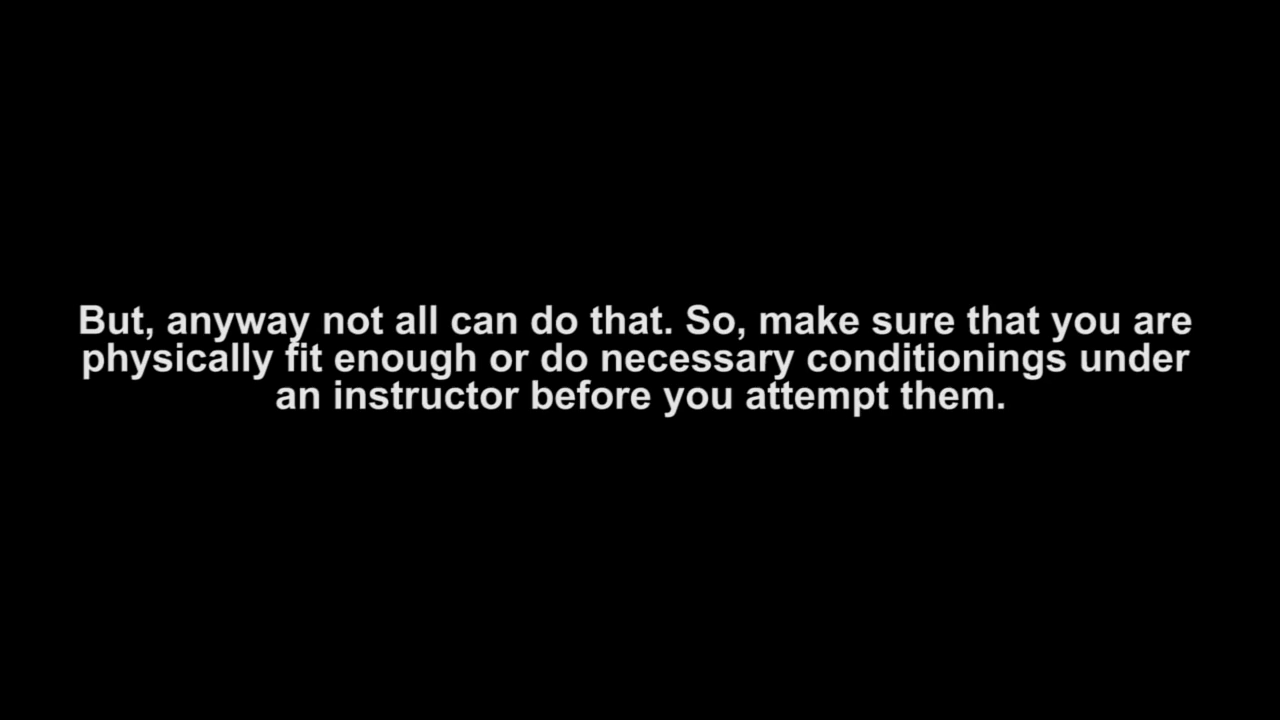 But, anyway not all can do that. So, make sure that you are
physically fit enough or do necessary conditionings under
an instructor before you attempt them.